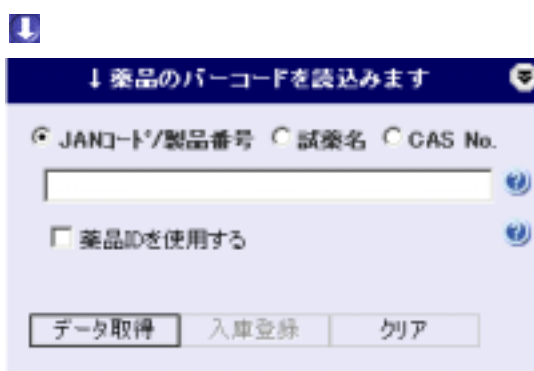 ↓薬品のバーコードを読込みます
JANｺｰﾄﾞ/製品番号 試薬名 CAS No.
薬品IDを使用する
データ取得 入庫登録 クリア